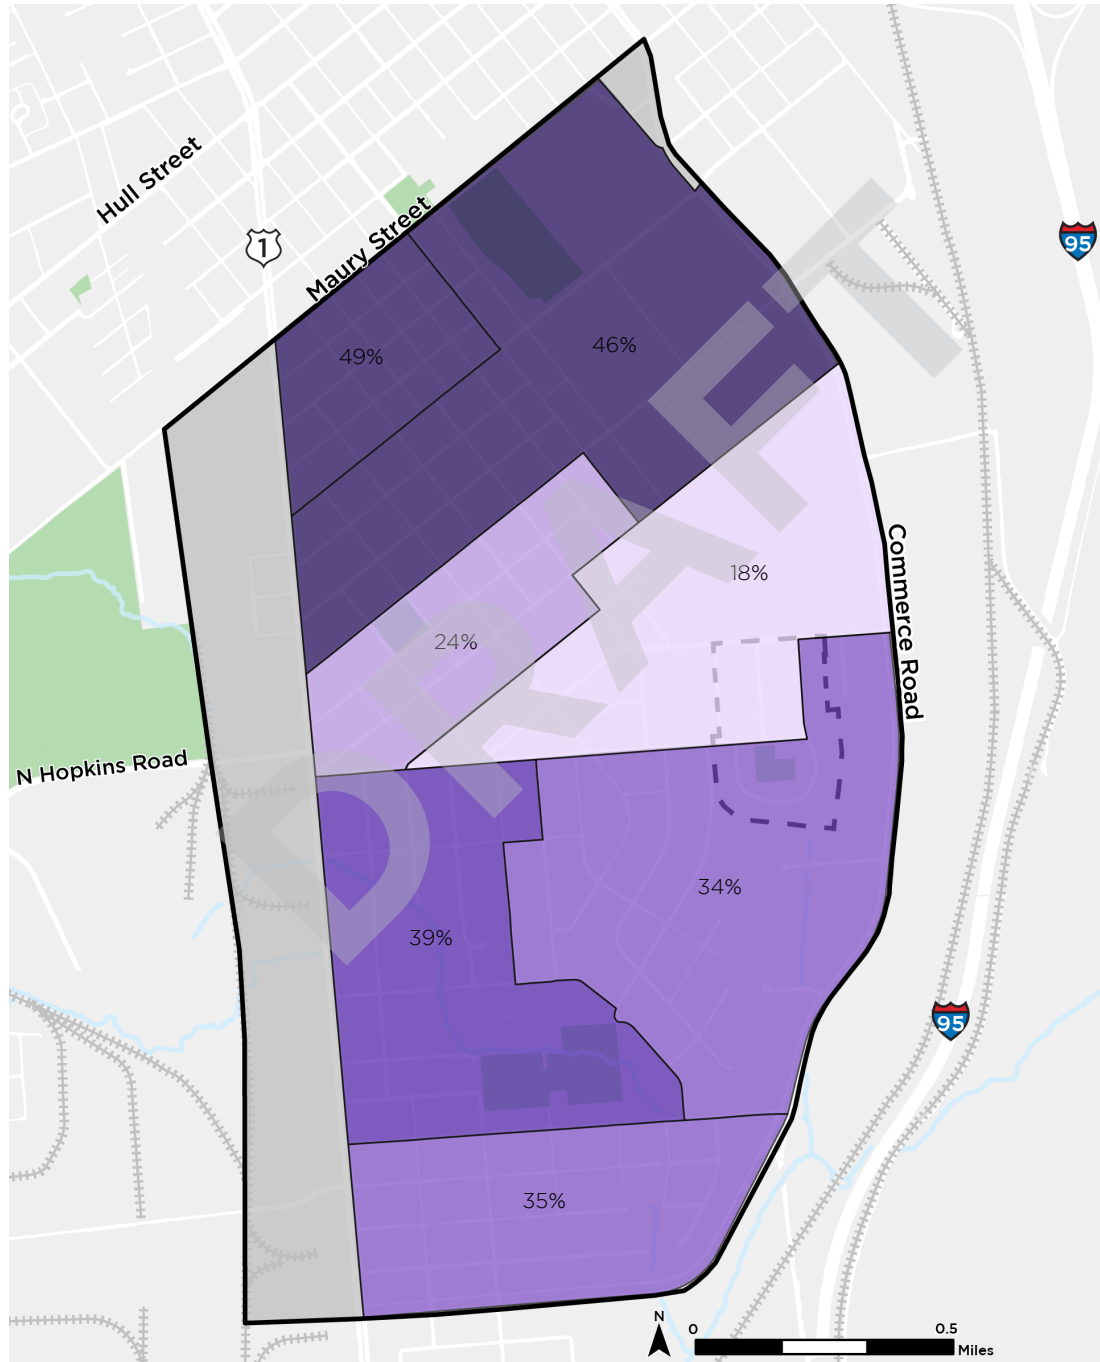 Hull Street
1
Maury Street
95
49%
46%
18%
Commerce Road
24%
N Hopkins Road
DRAFT
34%
39%
95
35%
N
0
0.5
Miles